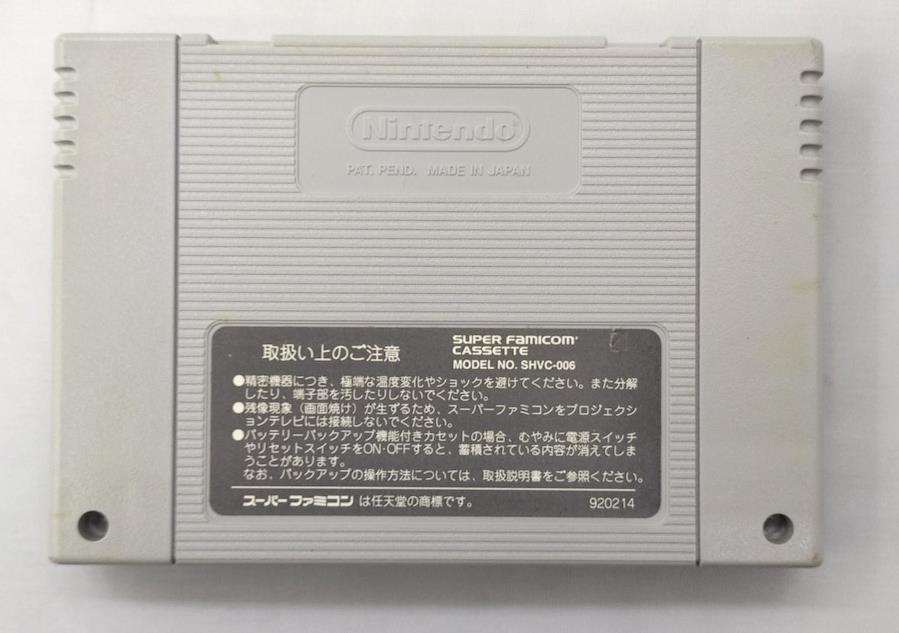 Nintendo
PAT. PEND. MADE IN JAPAN
取扱い上のご注意
SUPER FAMICOM
CASSETTE
MODEL NO. SHVC-006
●精密機器につき、極端な温度変化やショックを避けてください。また分解
したり、端子部を汚したりしないでください。
●残像現象（画面焼け）が生ずるため、スーパーファミコンをプロジェクシ
ョンテレビには接続しないでください。
●バッテリーバックアップ機能付きカセットの場合、むやみに電源スイッチ
やリセットスイッチをON・OFFすると、蓄積されている内容が消えてしま
うことがあります。
なお、バックアップの操作方法については、取扱説明書をご参照ください。
スーパーファミコンは任天堂の商標です。 920214